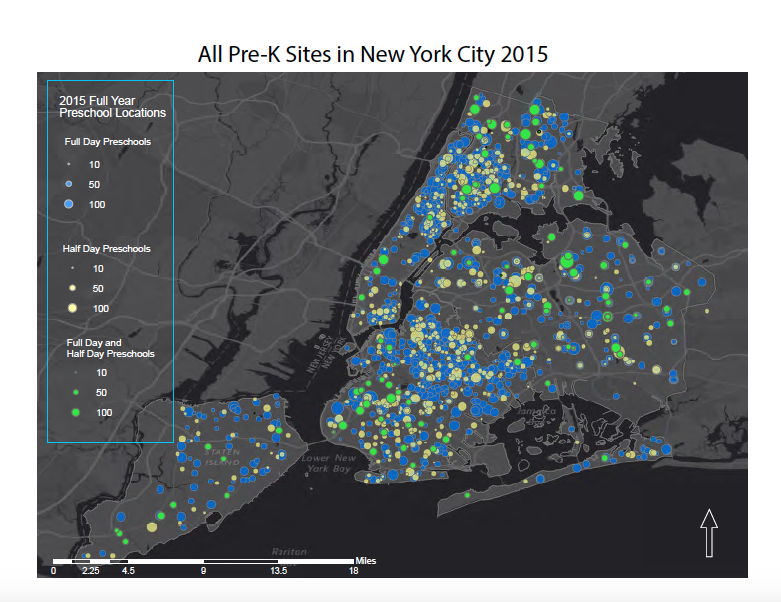 All Pre-K Sites in New York City 2015
2015 Full Year
Preschool Locations
Full Day Preschools
10
50
100
Half Day Preschools
10
50
100
Full Day and
Half Day Preschools
10
50
100
NEW JERSEY
NEW YORK
Jamaica
STATEN
ISLAND
Lower New
York Bay
Raritan
Miles
0 2.25 4.5 9 13.5 18